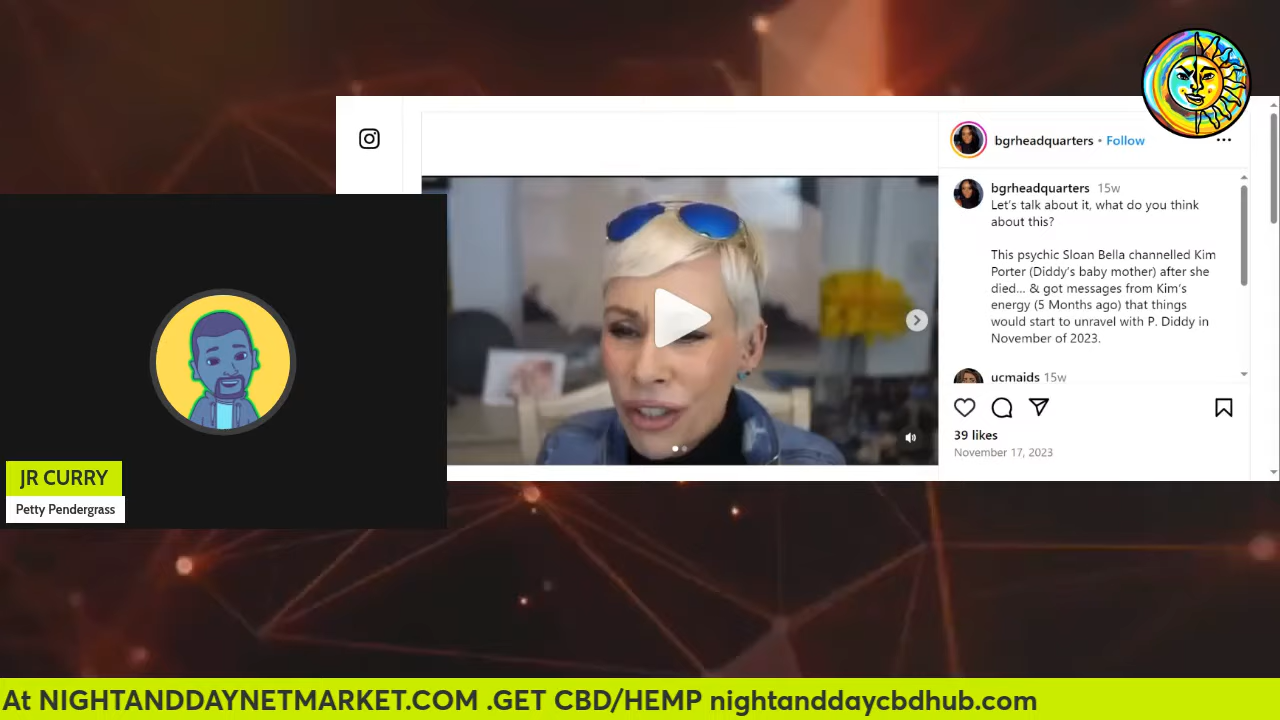 bgrheadquarters • Follow
bgrheadquarters 15w
Let's talk about it, what do you think
about this?
This psychic Sloan Bella channelled Kim
Porter (Diddy's baby mother) after she
died... & got messages from Kim's
energy (5 Months ago) that things
would start to unravel with P. Diddy in
November of 2023.
ucmaids 15w
39 likes
November 17, 2023
JR CURRY
Petty Pendergrass
At NIGHTANDDAYNETMARKET.COM .GET CBD/HEMP nightanddaycbdhub.com